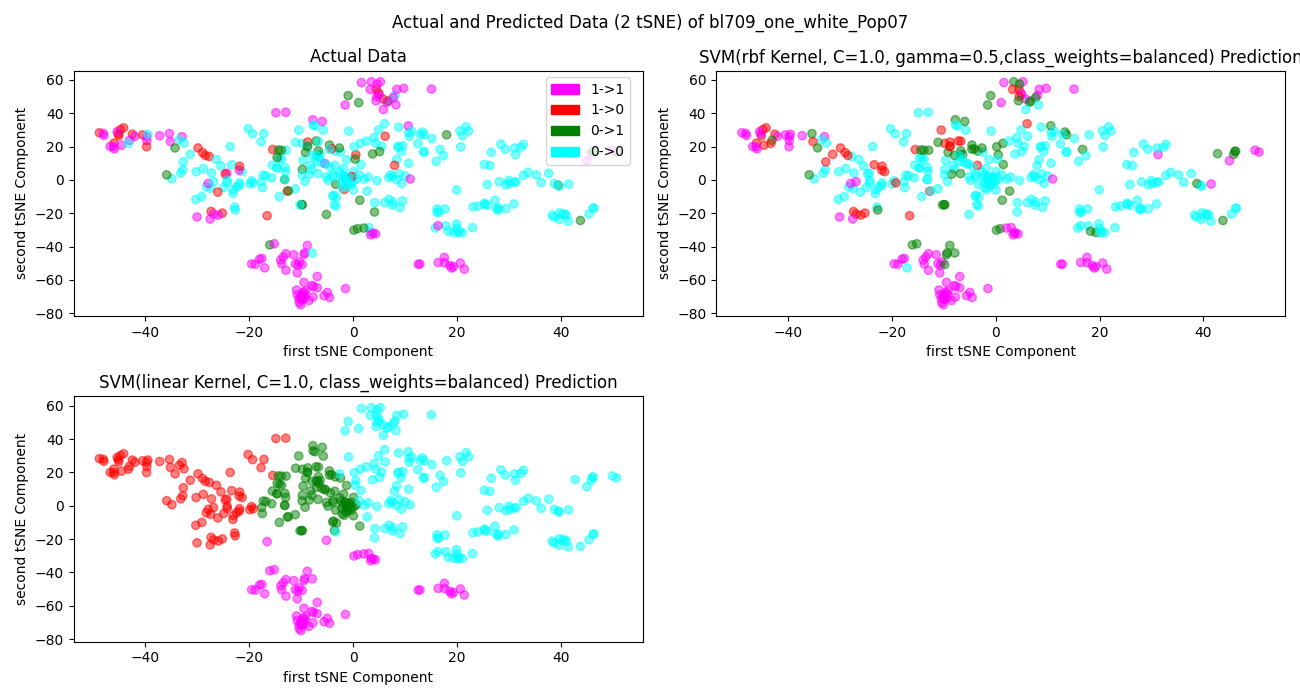 Actual and Predicted Data (2 tSNE) of bl709_one_white_Pop07
Actual Data
60
40
20
0
−20
−40
−60
−80
second tSNE Component
−40 −20 0 20 40
first tSNE Component
1->1
1->0
0->1
0->0
SVM(rbf Kernel, C=1.0, gamma=0.5,class_weights=balanced) Prediction
60
40
20
0
−20
−40
−60
−80
second tSNE Component
−40 −20 0 20 40
first tSNE Component
SVM(linear Kernel, C=1.0, class_weights=balanced) Prediction
60
40
20
0
−20
−40
−60
−80
second tSNE Component
−40 −20 0 20 40
first tSNE Component